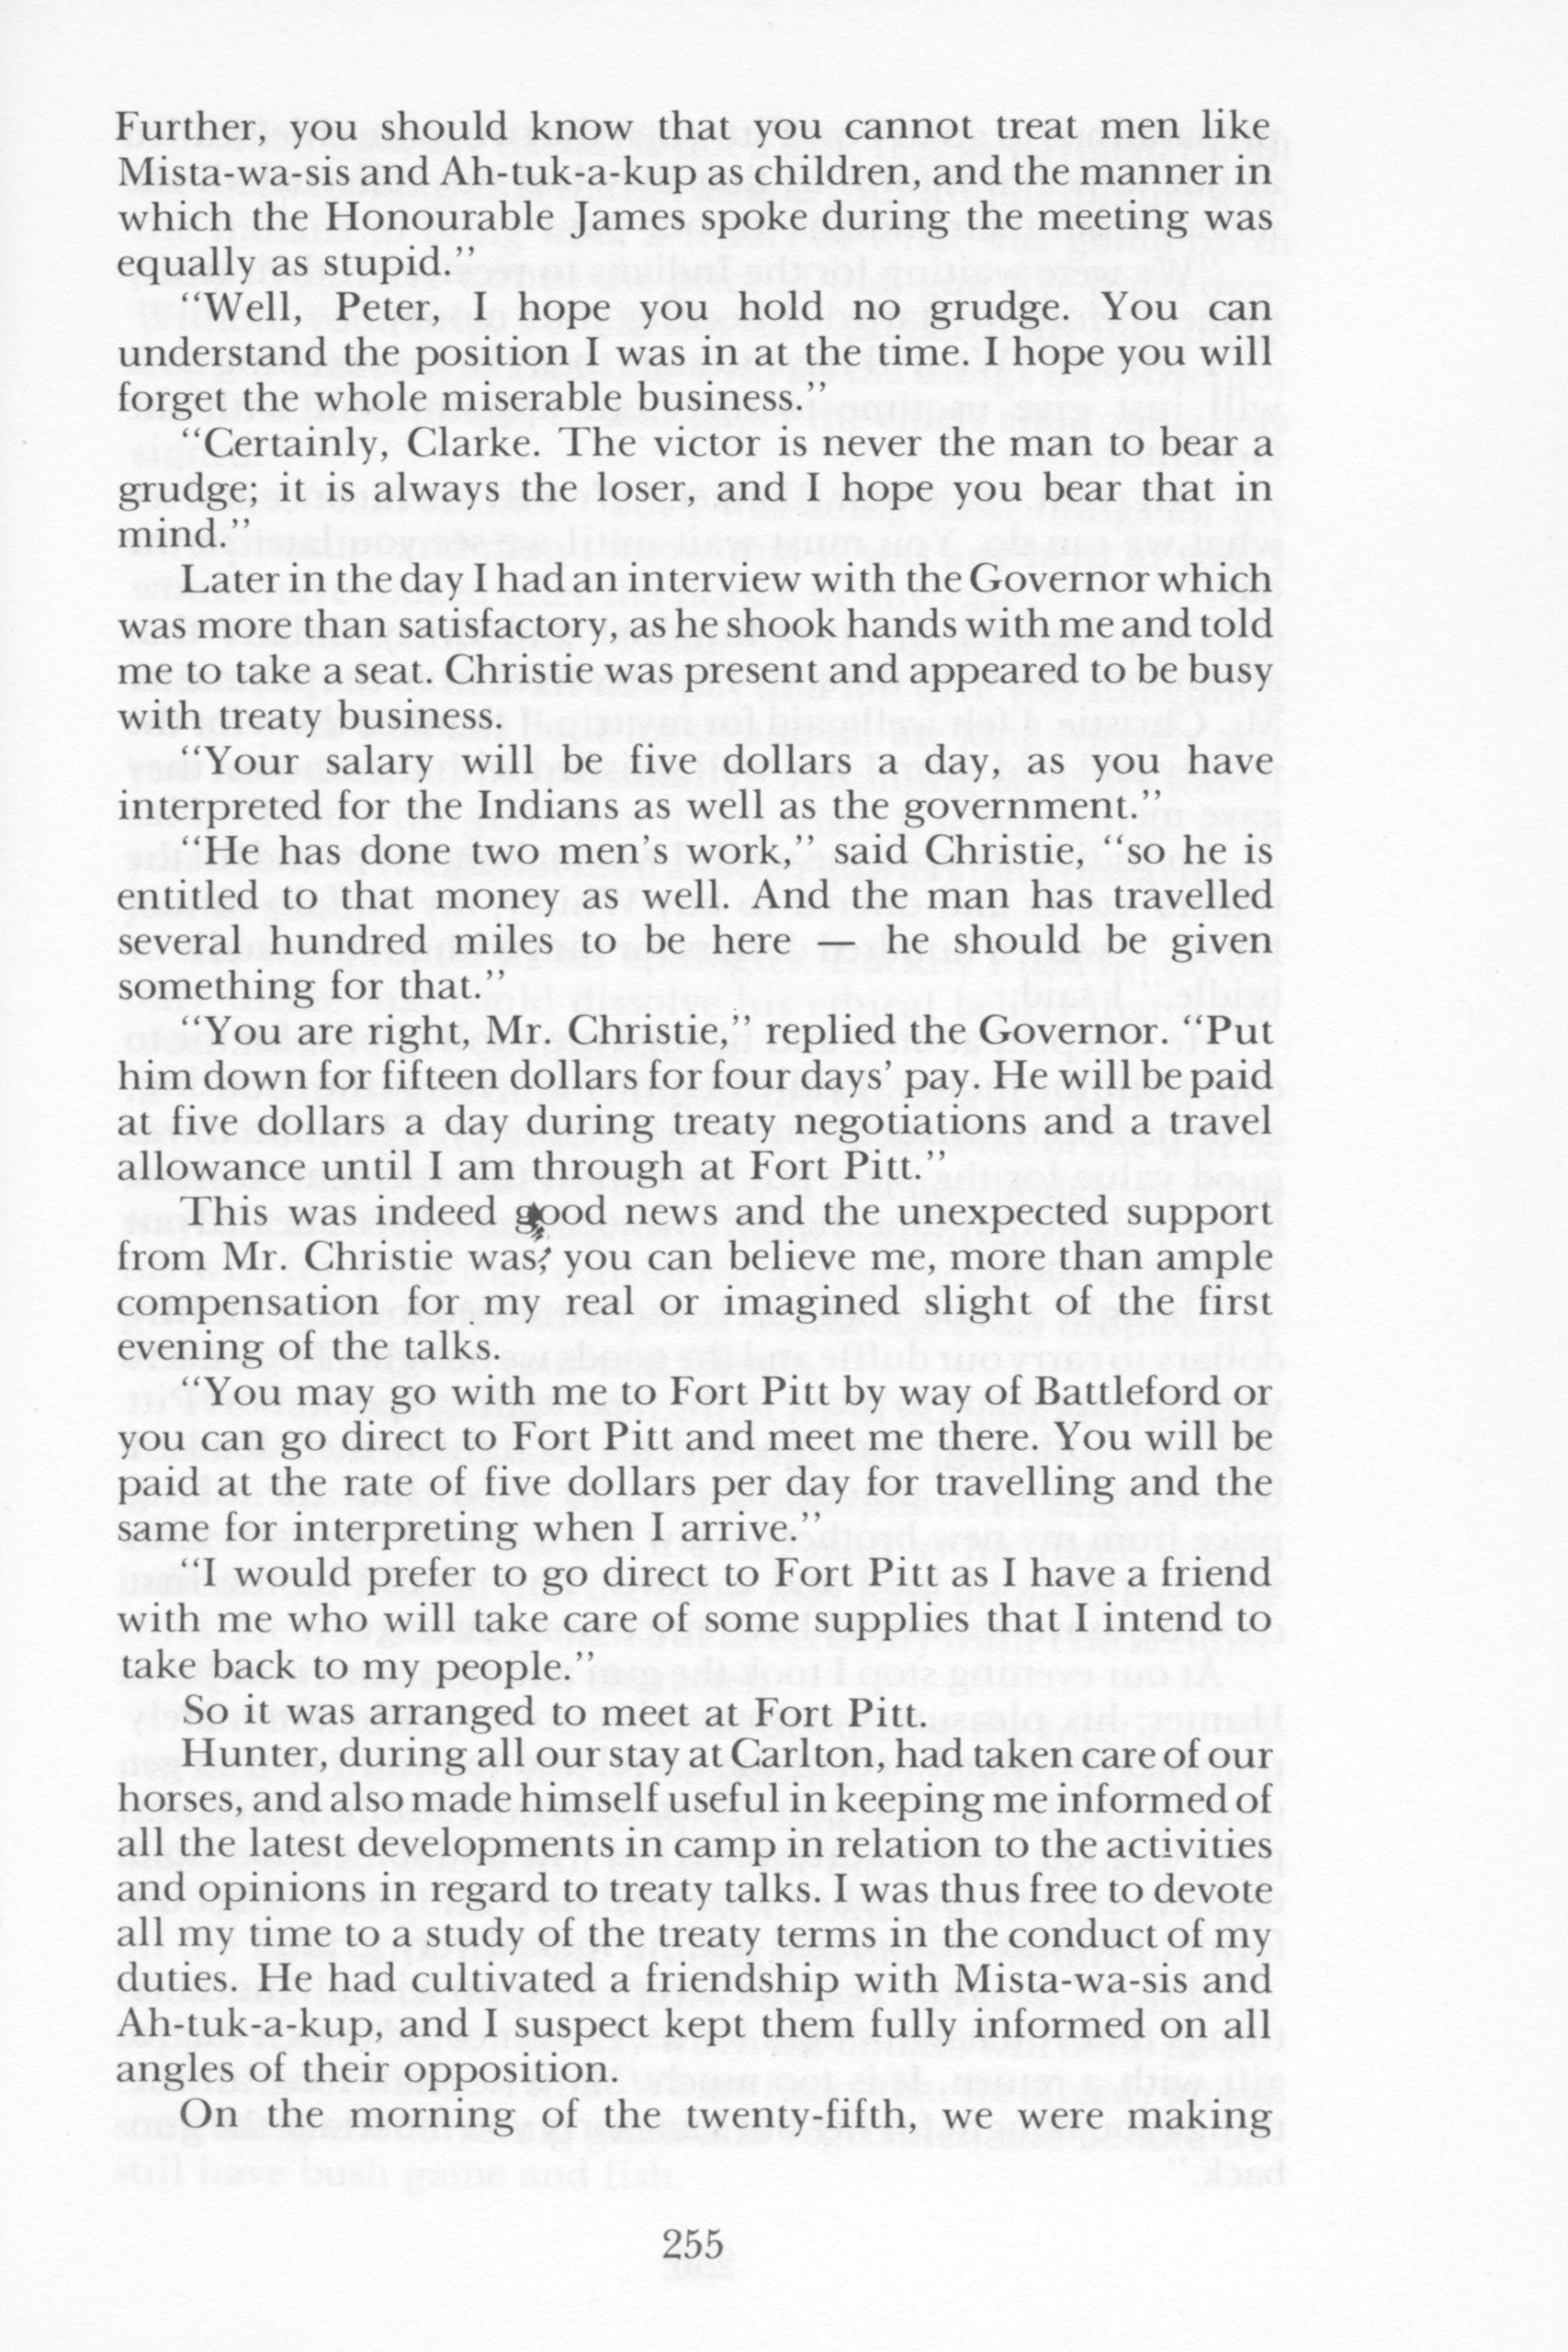 Further, you should know that you cannot treat men like
Mista-wa-sis and Ah-tuk-a-kup as children, and the manner in
which the Honourable James spoke during the meeting was
equally as stupid.”
“Well, Peter, I hope you hold no grudge. You can
understand the position I was in at the time. I hope you will
forget the whole miserable business.”
“Certainly, Clarke. The victor is never the man to bear a
grudge; it is always the loser, and I hope you bear that in
mind.”
Later in the day I had an interview with the Governor which
was more than satisfactory, as he shook hands with me and told
me to take a seat. Christie was present and appeared to be busy
with treaty business.
“Your salary will be five dollars a day, as you have
interpreted for the Indians as well as the government.”
“He has done two men’s work,” said Christie, “so he is
entitled to that money as well. And the man has travelled
several hundred miles to be here — he should be given
something for that.”
“You are right, Mr. Christie,” replied the Governor. “Put
him down for fifteen dollars for four days’ pay. He will be paid
at five dollars a day during treaty negotiations and a travel
allowance until I am through at Fort Pitt.”
This was indeed good news and the unexpected support
from Mr. Christie was, you can believe me, more than ample
compensation for my real or imagined slight of the first
evening of the talks.
“You may go with me to Fort Pitt by way of Battleford or
you can go direct to Fort Pitt and meet me there. You will be
paid at the rate of five dollars per day for travelling and the
same for interpreting when I arrive.”
“I would prefer to go direct to Fort Pitt as I have a friend
with me who will take care of some supplies that I intend to
take back to my people.”
So it was arranged to meet at Fort Pitt.
Hunter, during all our stay at Carlton, had taken care of our
horses, and also made himself useful in keeping me informed of
all the latest developments in camp in relation to the activities
and opinions in regard to treaty talks. I was thus free to devote
all my time to a study of the treaty terms in the conduct of my
duties. He had cultivated a friendship with Mista-wa-sis and
Ah-tuk-a-kup, and I suspect kept them fully informed on all
angles of their opposition.
On the morning of the twenty-fifth, we were making
255